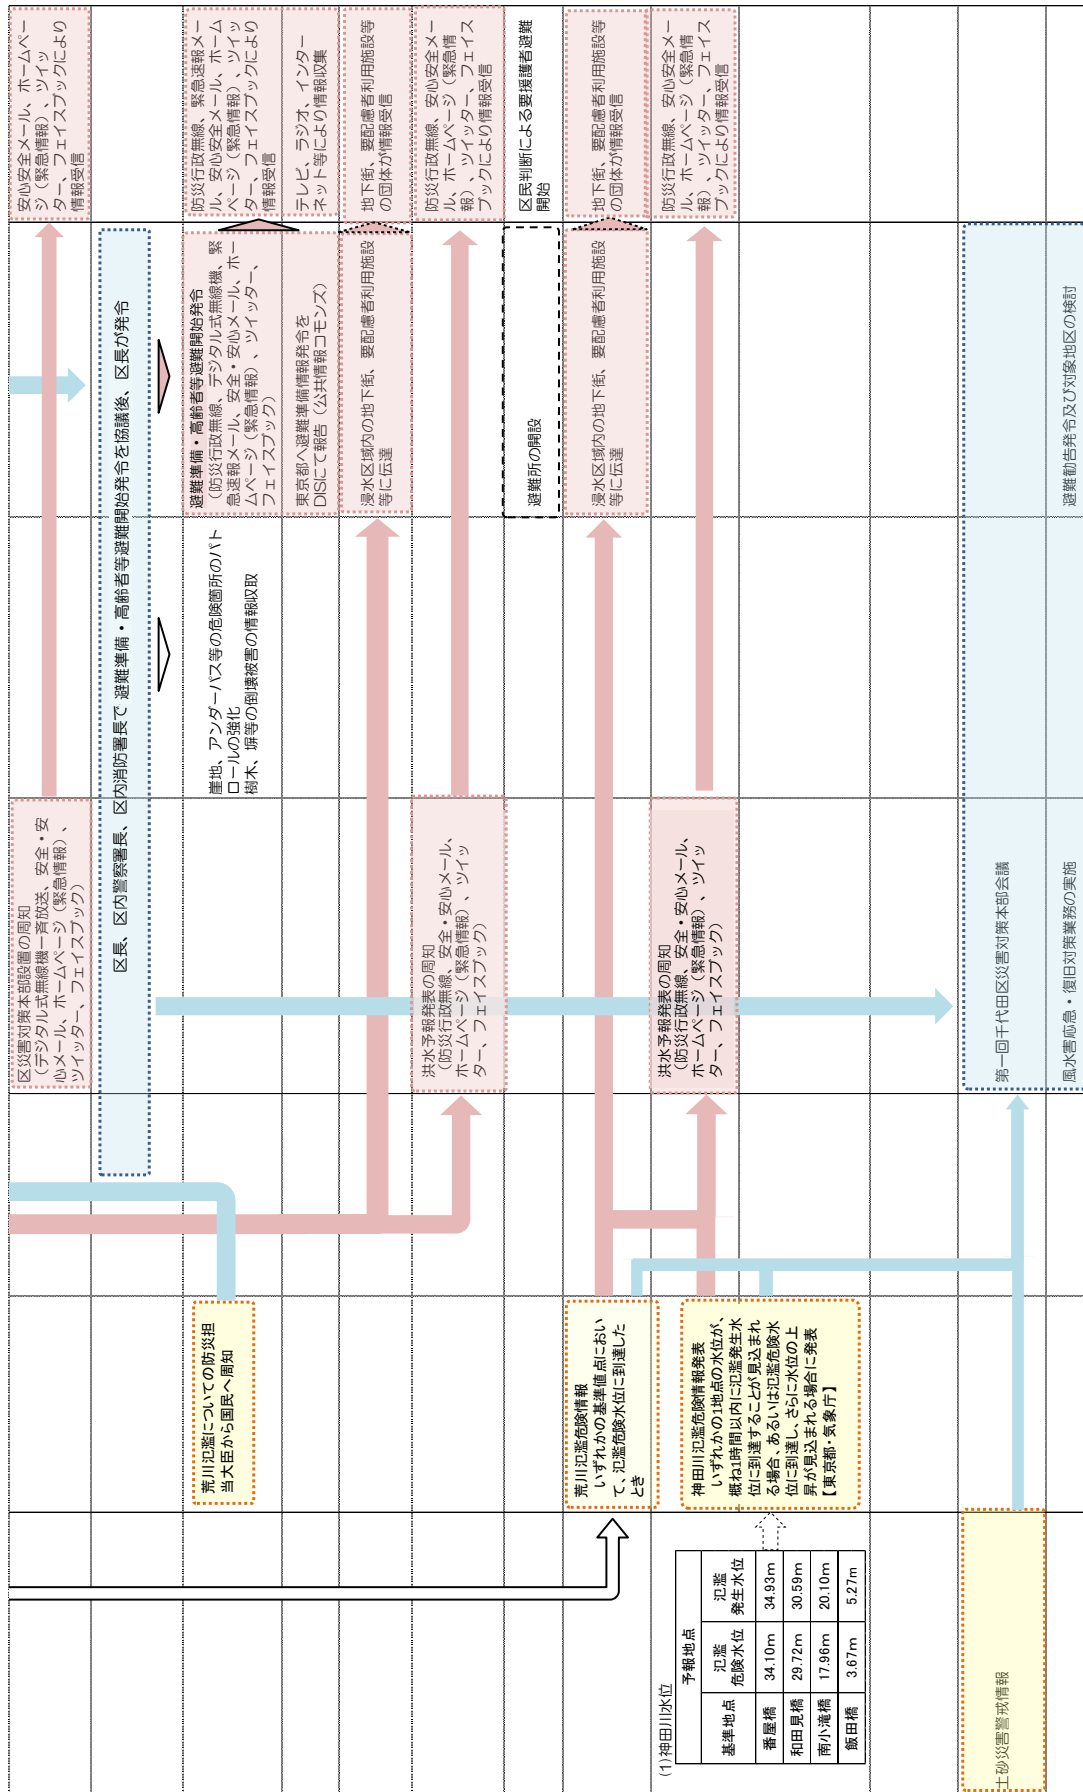 安心安全メール、ホームペー
ジ（緊急情報）、ツイッ
ター、フェイスブックにより
情報受信
区災害対策本部設置の周知
（デジタル式無線機一斉放送、安全・安
心メール、ホームページ（緊急情報）、
ツイッター、フェイスブック）
区長、区内警察署長、区内消防署長で 避難準備・高齢者等避難開始発令を協議後、区長が発令
荒川氾濫についての防災担
当大臣から国民へ周知
崖地、アンダーパス等の危険箇所のパト
ロールの強化
樹木、塀等の倒壊被害の情報収取
避難準備・高齢者等避難開始発令
（防災行政無線、デジタル式無線機、緊
急速報メール、安全・安心メール、ホー
ムページ（緊急情報）、ツイッター、
フェイスブック）
防災行政無線、緊急速報メー
ル、安心安全メール、ホーム
ページ（緊急情報）、ツイッ
ター、フェイスブックにより
情報受信
東京都へ避難準備情報発令を
DISにて報告（公共情報コモンズ）
テレビ、ラジオ、インター
ネット等により情報収集
浸水区域内の地下街、要配慮者利用施設
等に伝達
地下街、要配慮者利用施設等
の団体が情報受信
洪水予報発表の周知
（防災行政無線、安全・安心メール、
ホームページ（緊急情報）、ツイッ
ター、フェイスブック）
防災行政無線、安心安全メー
ル、ホームページ（緊急情
報）、ツイッター、フェイス
ブックにより情報受信
避難所の開設
区民判断による要援護者避難
開始
荒川氾濫危険情報
いずれかの基準値点におい
て、氾濫危険水位に到達した
とき
浸水区域内の地下街、要配慮者利用施設
等に伝達
地下街、要配慮者利用施設等
の団体が情報受信
(1)神田川水位
予報地点
基準地点 氾濫危険水位 氾濫発生水位
番屋橋 34.10m 34.93m
和田見橋 29.72m 30.59m
南小滝橋 17.96m 20.10m
飯田橋 3.67m 5.27m
神田川氾濫危険情報発表
いずれかの1地点の水位が、
概ね1時間以内に氾濫発生水
位に到達することが見込まれ
る場合、あるいは氾濫危険水
位に到達し、さらに水位の上
昇が見込まれる場合に発表
【東京都・気象庁】
洪水予報発表の周知
（防災行政無線、安全・安心メール、
ホームページ（緊急情報）、ツイッ
ター、フェイスブック）
防災行政無線、安心安全メー
ル、ホームページ（緊急情
報）、ツイッター、フェイス
ブックにより情報受信
土砂災害警戒情報
第一回千代田区災害対策本部会議
風水害応急・復旧対策業務の実施
避難勧告発令及び対象地区の検討